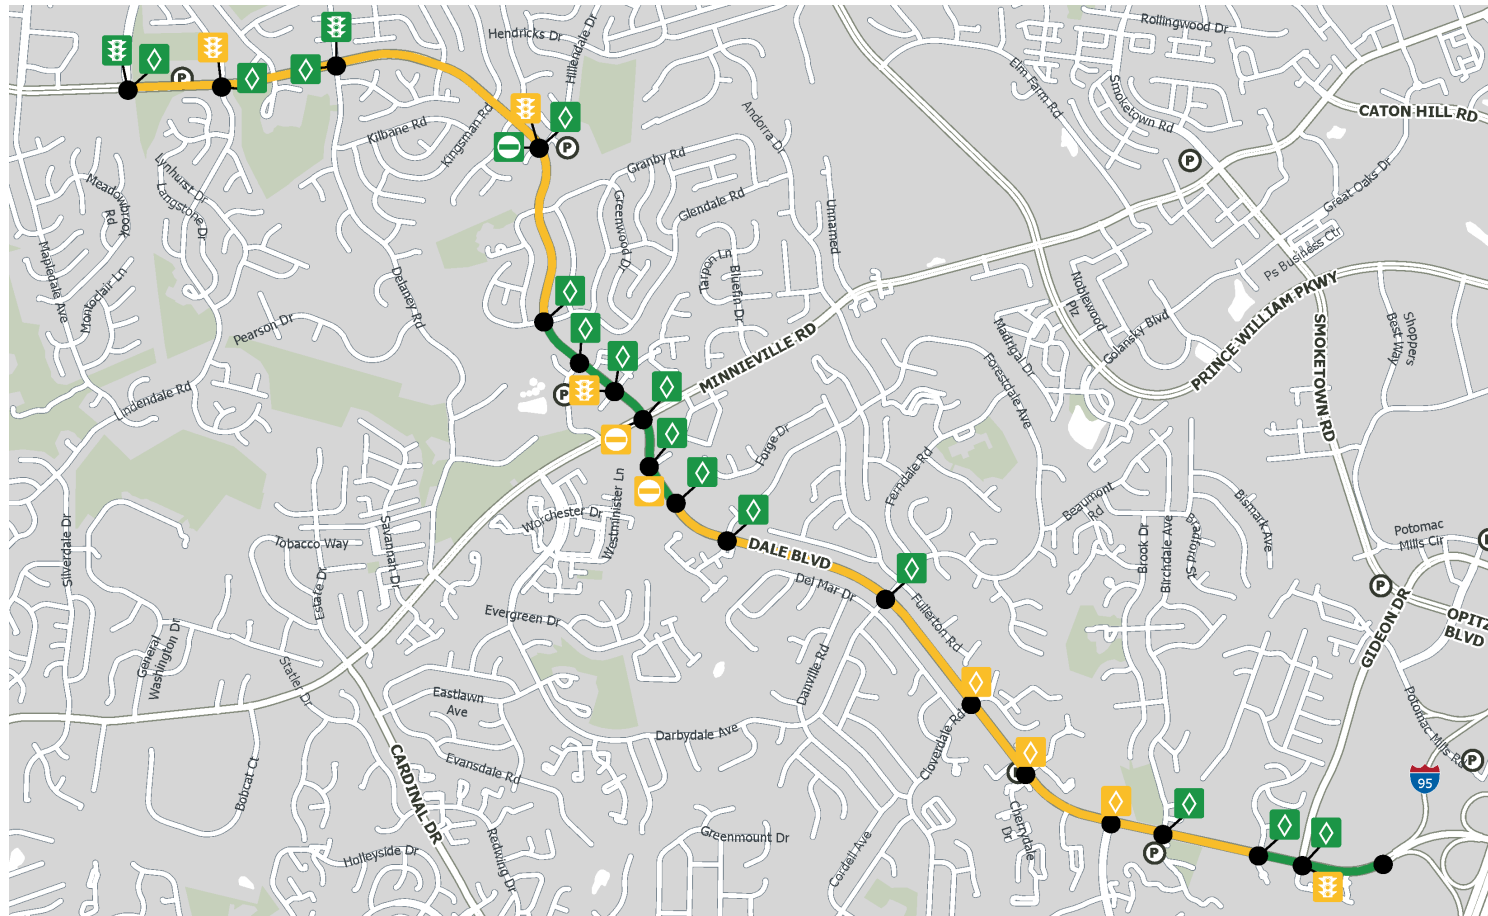 Hendricks Dr
Hillendale Dr
Rollingwood Dr
Elm Farm Rd
Smoketown Rd
CATON HILL RD
Kilbane Rd
Kingsman Rd
Andorra Dr
P
P
P
Granby Rd
Lynhurst Dr
Langstone Dr
Meadowbrook
Rd
Greenwood Dr
Glendale Rd
Unnamed
Great Oaks Dr
Ps Business Ctr
Mapledale Ave
Montoclair Ln
Delaney Rd
Tarpon Ln
Bluefin Dr
Noblewood
Plz
Golansky Blvd
PRINCE WILLIAM PKWY
SMOKETOWN RD
Shoppers
Best Way
Pearson Dr
MINNIEVILLE RD
Madrigal Dr
Forestdale Ave
Lindendale Rd
P
Forge Dr
Ferndale Rd
Beaumont
Rd
Bismark Ave
Westminister Ln
Worchester Dr
Silverdale Dr
Tobacco Way
Savannah Dr
Estate Dr
DALE BLVD
Del Mar Dr
Brook Dr
Birchdale Ave
Bradford St
Potomac
Mills Cir
P
OPITZ
BLVD
GIDEON DR
Evergreen Dr
Fullerton Rd
General
Washington Dr
Statler Dr
Eastlawn
Ave
Danville Rd
Darbydale Ave
Cloverdale Rd
Potomac Mills Rd
P
95
Evansdale Rd
Bobcat Ct
CARDINAL DR
Redwing Dr
Holleyside Dr
Greenmount Dr
Cordell Ave
Cherrydale
Dr
P